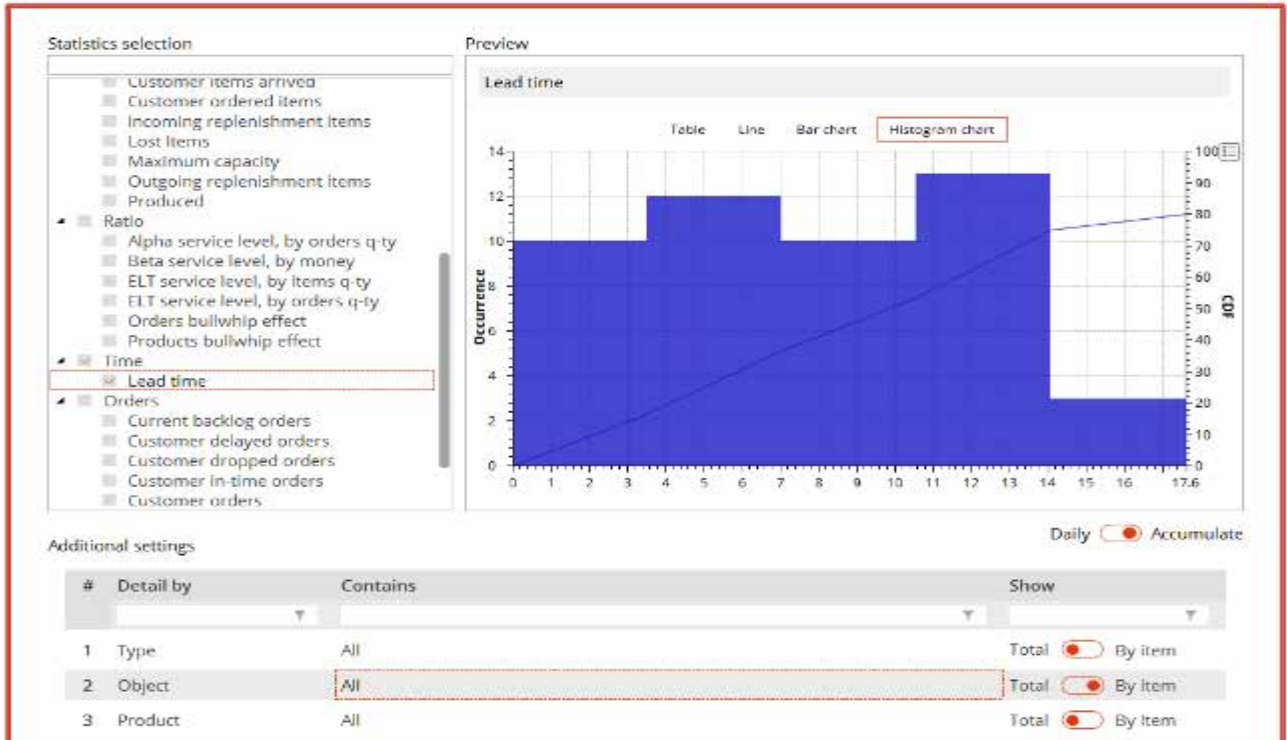 Statistics selection
Customer items arrived
Customer ordered items
Incoming replenishment items
Lost Items
Maximum capacity
Outgoing replenishment items
Produced
Ratio
Alpha service level, by orders q-ty
Beta service level, by money
ELT service level, by items q-ty
ELT service level, by orders q-ty
Orders bullwhip effect
Products bullwhip effect
Time
Lead time
Orders
Current backlog orders
Customer delayed orders
Customer dropped orders
Customer in-time orders
Customer orders
Preview
Lead time
Table Line Bar chart Histogram chart
14
12
10
8
6
4
2
0
Occurrence
100
90
80
70
60
50
40
30
20
10
0
CDF
0 1 2 3 4 5 6 7 8 9 10 11 12 13 14 15 16 17.6
Daily Accumulate
Additional settings
# Detail by Contains Show
1 Type All Total By item
2 Object All Total By Item
3 Product All Total By Item